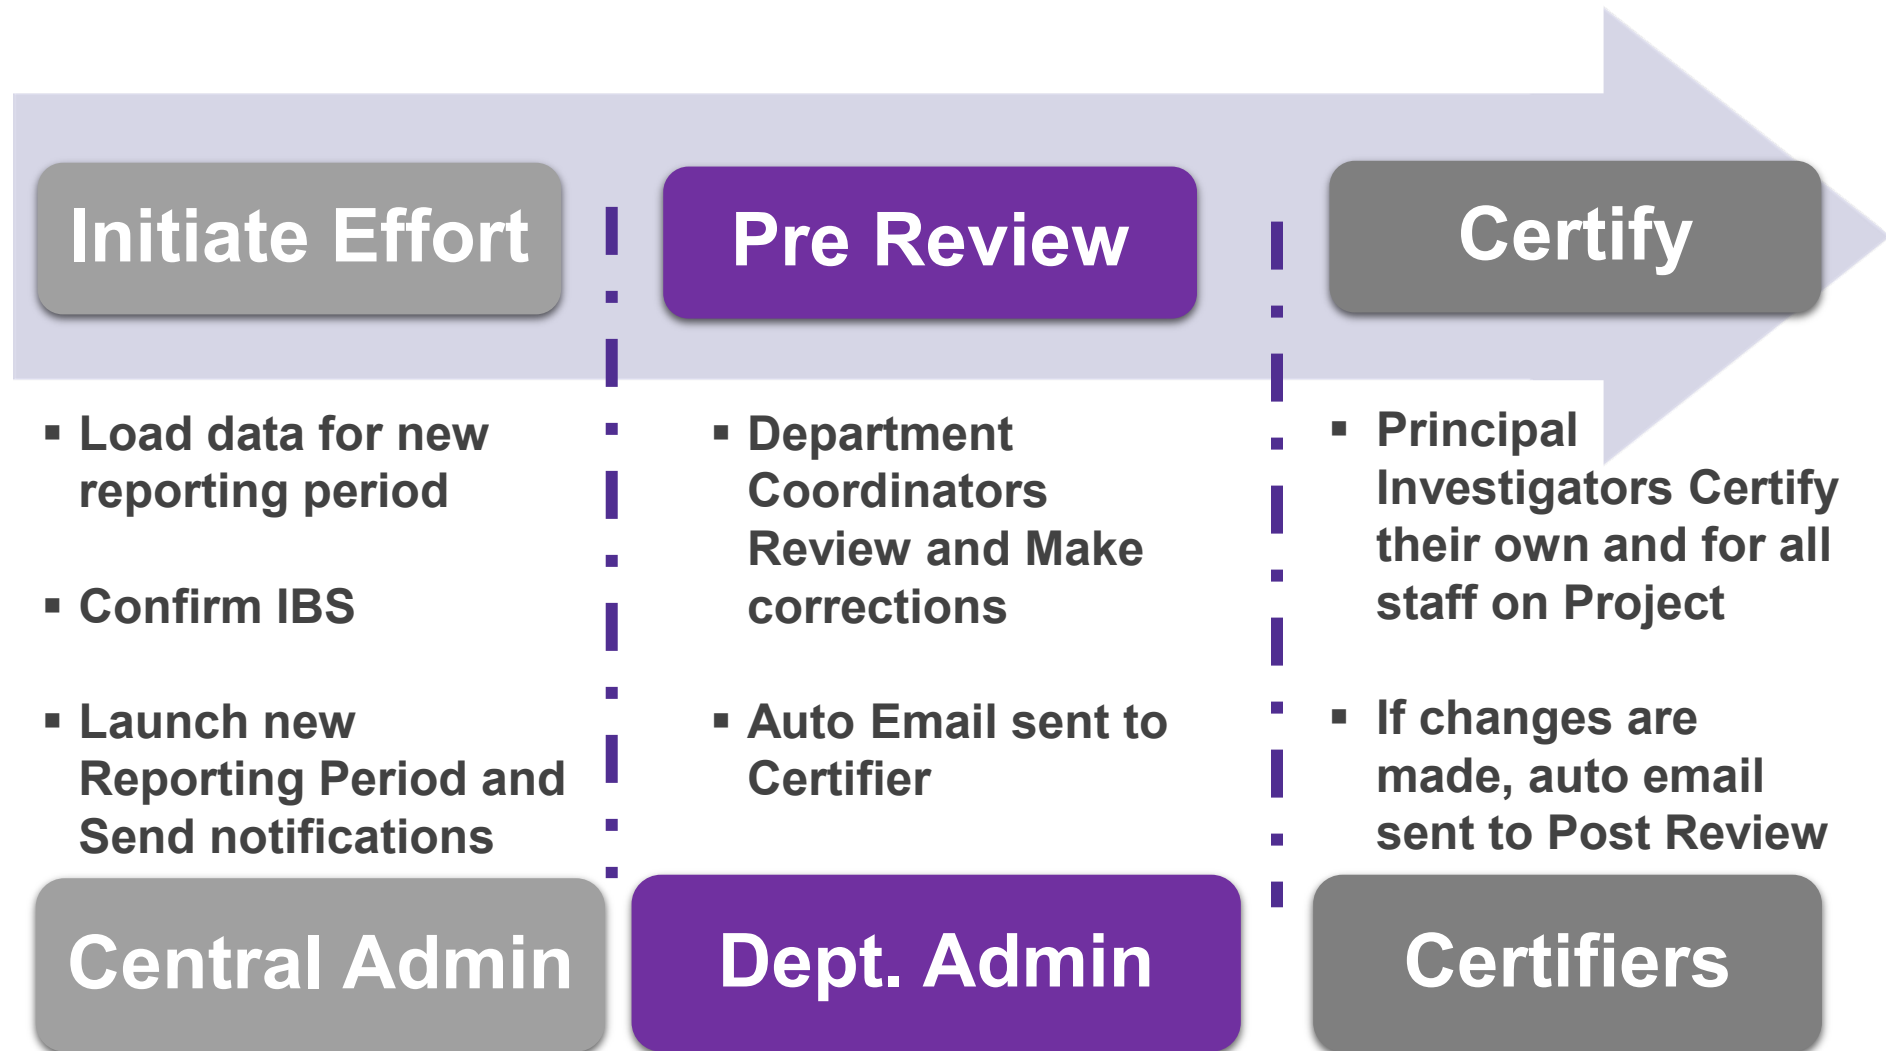 Initiate Effort
Pre Review
Certify
▪ Load data for new
reporting period
▪ Confirm IBS
▪ Launch new
Reporting Period and
Send notifications
▪ Department
Coordinators
Review and Make
corrections
▪ Auto Email sent to
Certifier
▪ Principal
Investigators Certify
their own and for all
staff on Project
▪ If changes are
made, auto email
sent to Post Review
Central Admin
Dept. Admin
Certifiers